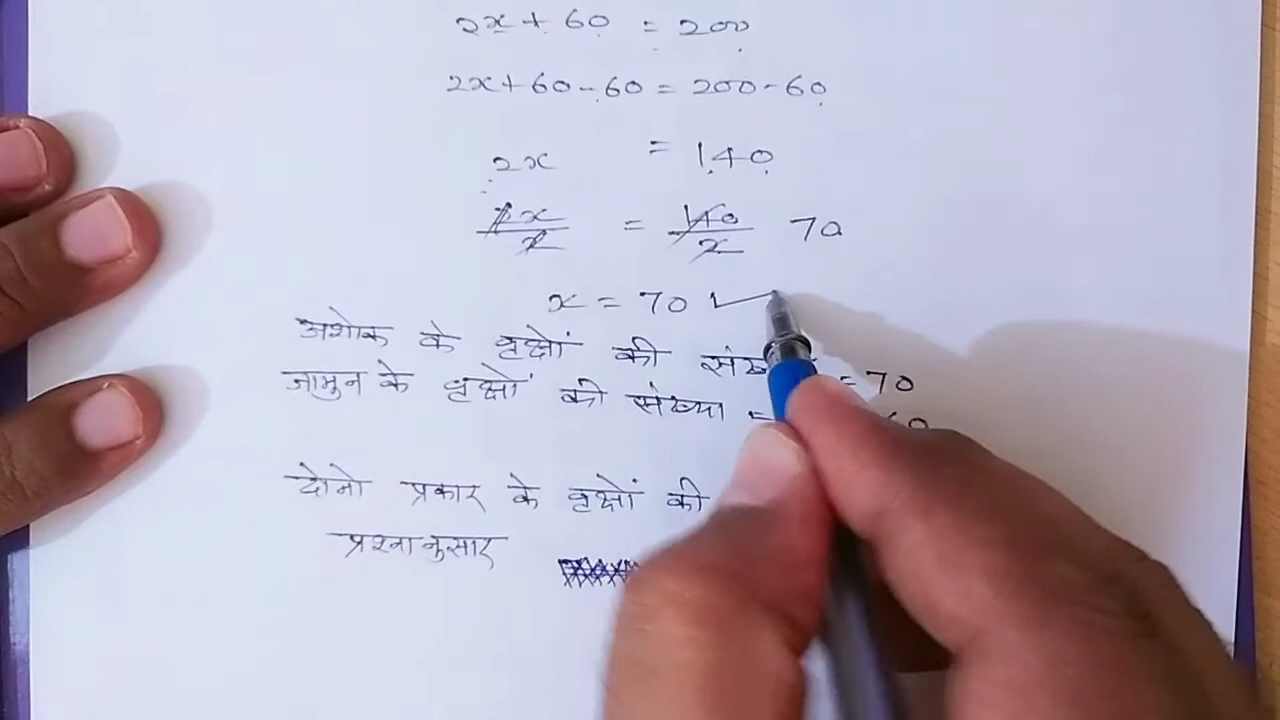 2x + 60 = 200
2x+60-60 = 200-60
2x = 140
2x/2 = 140/2 70
x = 70 ✓
अशोक के वृक्षों की = 70
जामुन के वृक्षों की संख्या =
दोनो प्रकार के वृक्षों की
प्रश्नानुसार